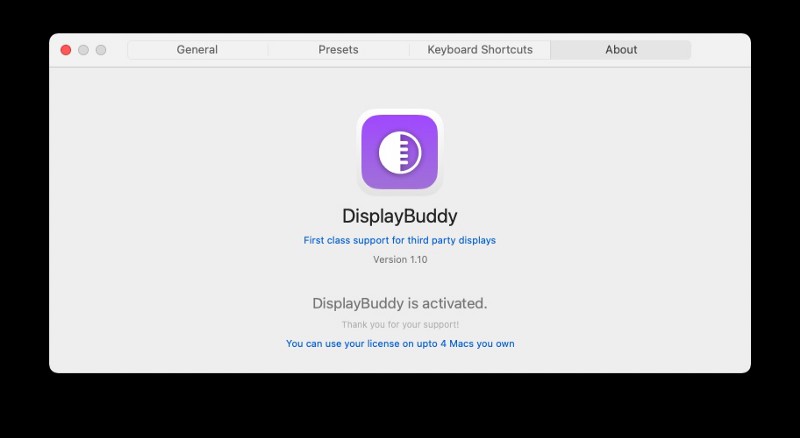 General Presets Keyboard Shortcuts About
DisplayBuddy
First class support for third party displays
Version 1.10
DisplayBuddy is activated.
Thank you for your support!
You can use your license on upto 4 Macs you own